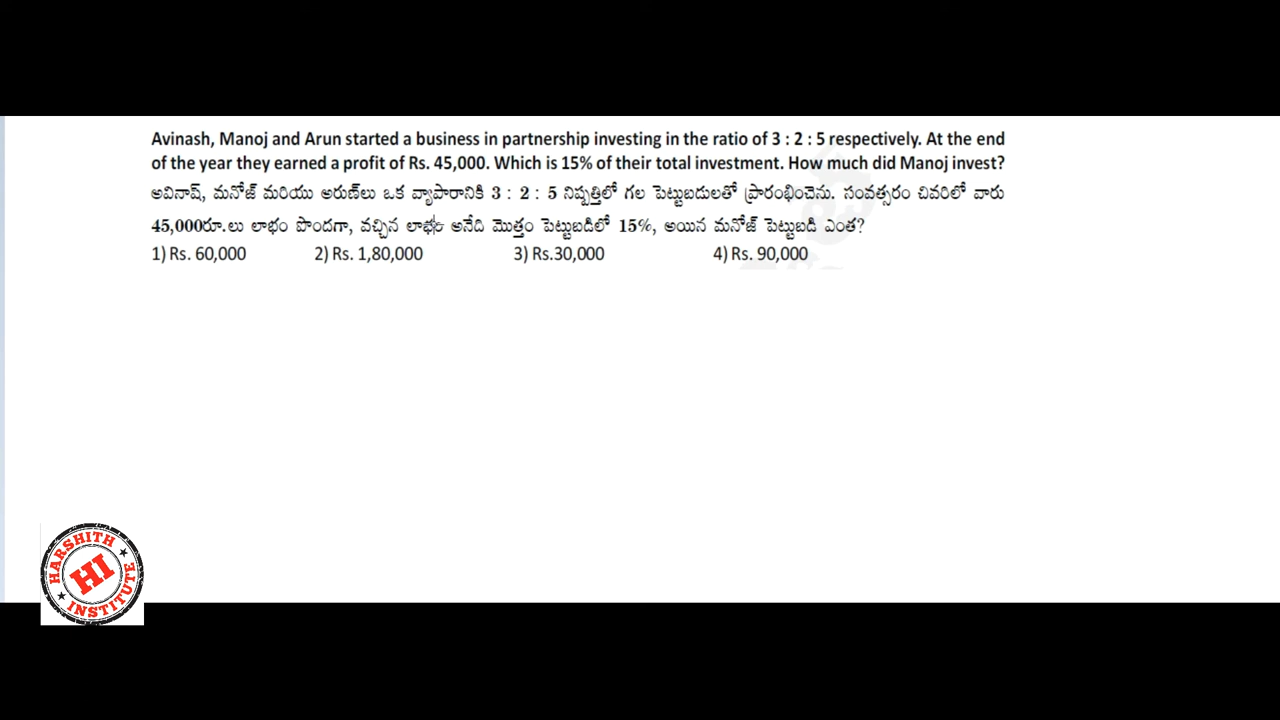 Avinash, Manoj and Arun started a business in partnership investing in the ratio of 3 : 2 : 5 respectively. At the end
of the year they earned a profit of Rs. 45,000. Which is 15% of their total investment. How much did Manoj invest?
అవినాష్, మనోజ్ మరియు అరుణ్‌లు ఒక వ్యాపారానికి 3 : 2 : 5 నిష్పత్తిలో గల పెట్టుబడులతో ప్రారంభించెను. సంవత్సరం చివరిలో వారు
45,000రూ.లు లాభం పొందగా, వచ్చిన లాభం అనేది మొత్తం పెట్టుబడిలో 15%, అయిన మనోజ్ పెట్టుబడి ఎంత?
1) Rs. 60,000 2) Rs. 1,80,000 3) Rs.30,000 4) Rs. 90,000
HARSHITH
HI
INSTITUTE